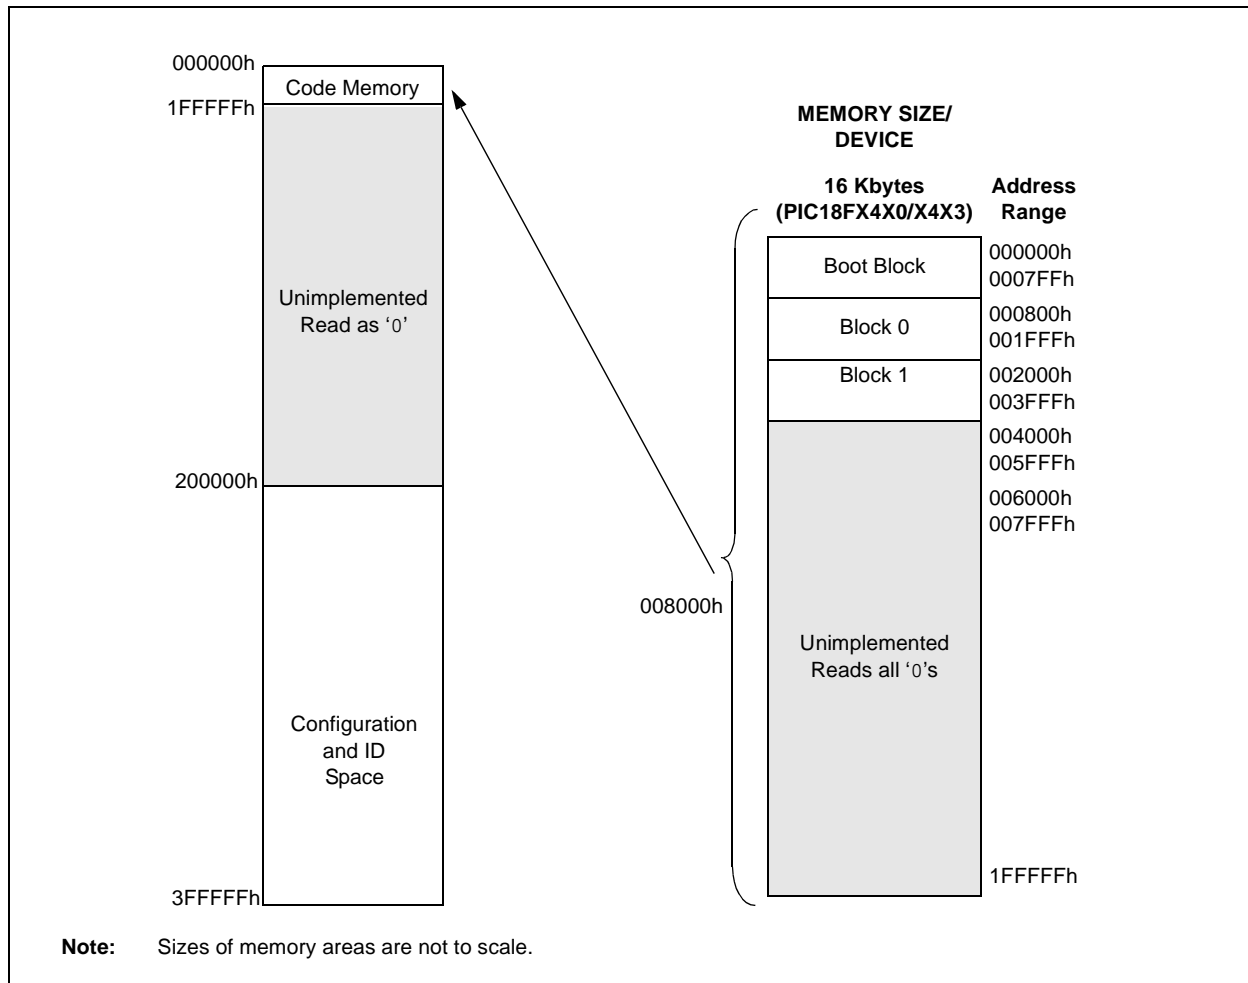 000000h
Code Memory
1FFFFFh
Unimplemented
Read as ‘0’
200000h
Configuration
and ID
Space
3FFFFFh
MEMORY SIZE/
DEVICE
16 Kbytes
(PIC18FX4X0/X4X3)
Address
Range
Boot Block
000000h
0007FFh
Block 0
000800h
001FFFh
Block 1
002000h
003FFFh
004000h
005FFFh
006000h
007FFFh
008000h
Unimplemented
Reads all ‘0’s
1FFFFFh
Note: Sizes of memory areas are not to scale.